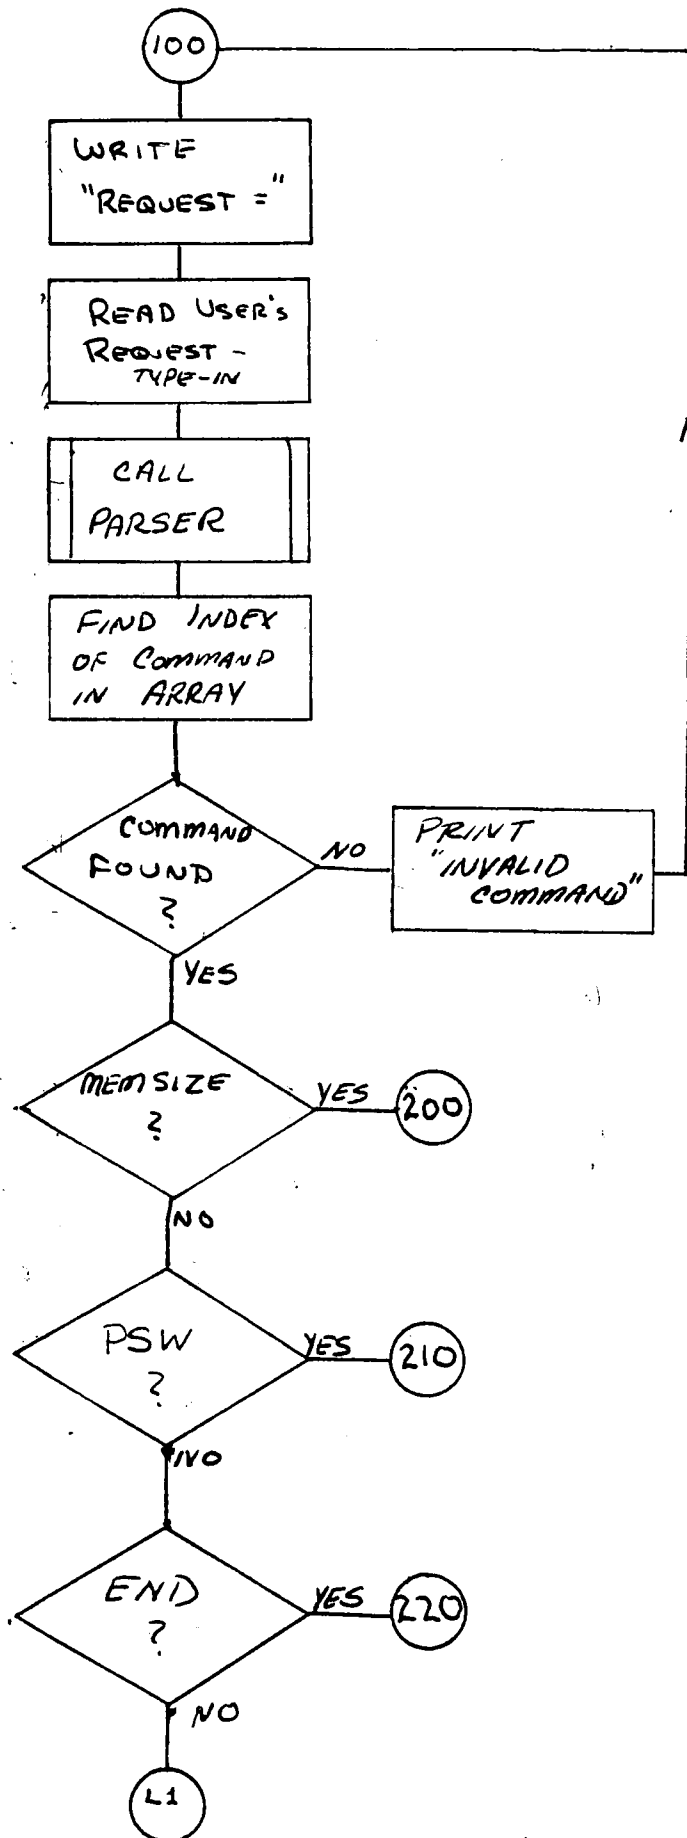 100
WRITE
"REQUEST ="
READ USER'S
REQUEST -
TYPE-IN
CALL
PARSER
FIND INDEX
OF COMMAND
IN ARRAY
COMMAND
FOUND
?
NO
PRINT
"INVALID
COMMAND"
YES
MEMSIZE
?
YES
200
NO
PSW
?
YES
210
NO
END
?
YES
220
NO
L1